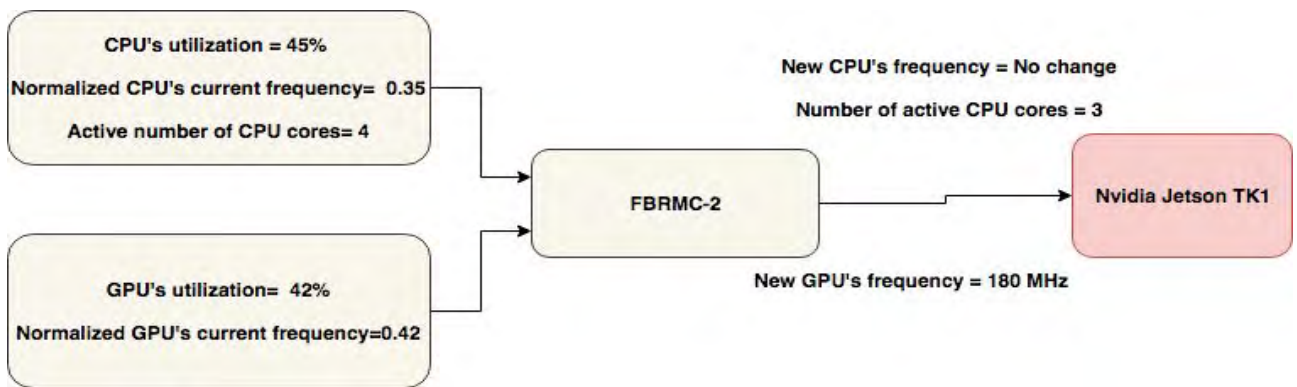 CPU's utilization = 45%
Normalized CPU's current frequency=  0.35
Active number of CPU cores= 4
GPU's utilization=  42%
Normalized GPU's current frequency=0.42
FBRMC-2
New CPU's frequency = No change
Number of active CPU cores = 3
New GPU's frequency = 180 MHz
Nvidia Jetson TK1